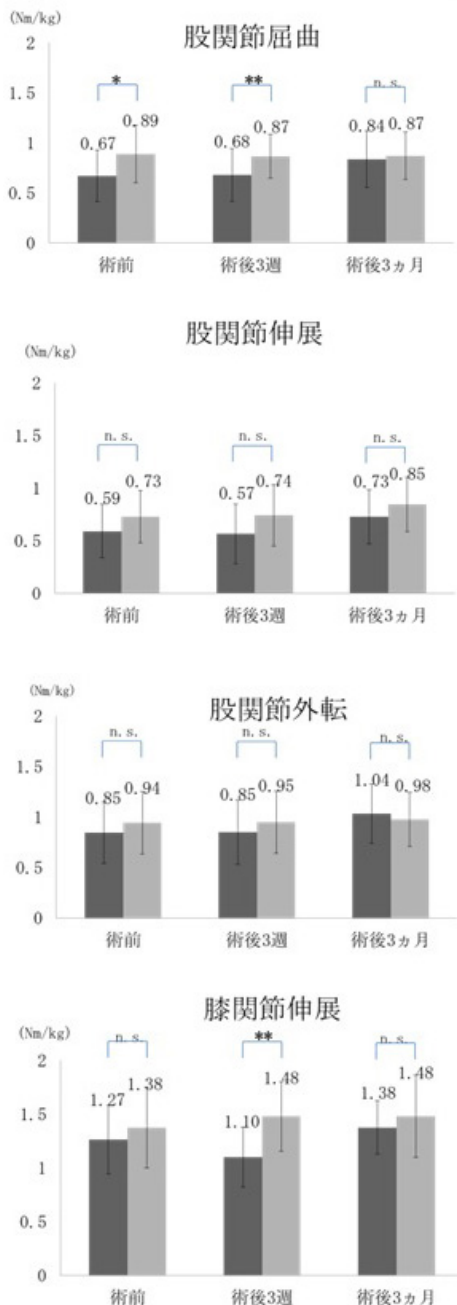 股関節屈曲
(Nm/kg)
2
1.5
1
0.5
0
*
**
n.s.
0.67
0.89
0.68
0.87
0.84
0.87
術前
術後3週
術後3ヵ月
股関節伸展
(Nm/kg)
2
1.5
1
0.5
0
n.s.
n.s.
n.s.
0.59
0.73
0.57
0.74
0.73
0.85
術前
術後3週
術後3ヵ月
股関節外転
(Nm/kg)
2
1.5
1
0.5
0
n.s.
n.s.
n.s.
0.85
0.94
0.85
0.95
1.04
0.98
術前
術後3週
術後3ヵ月
膝関節伸展
(Nm/kg)
2
1.5
1
0.5
0
n.s.
**
n.s.
1.27
1.38
1.10
1.48
1.38
1.48
術前
術後3週
術後3ヵ月